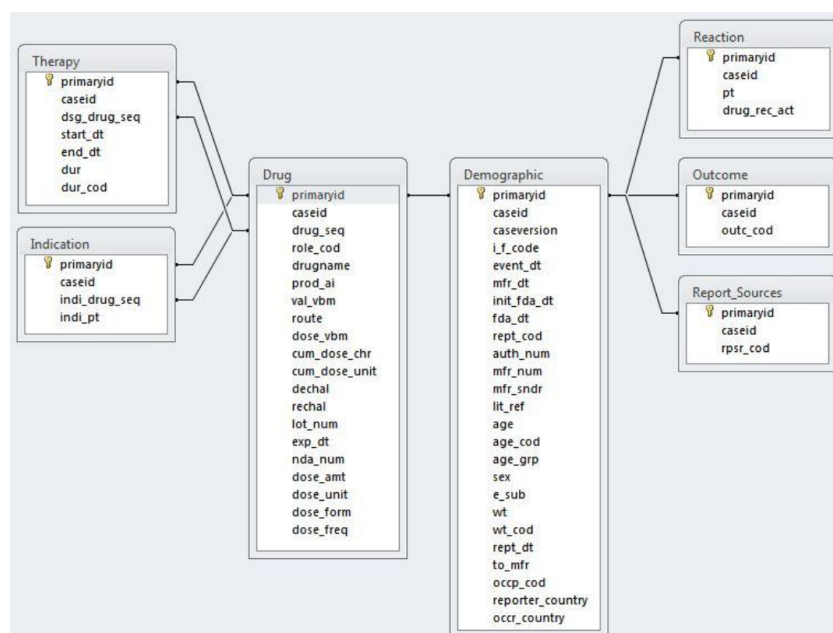 Therapy
primaryid
caseid
dsg_drug_seq
start_dt
end_dt
dur
dur_cod
Indication
primaryid
caseid
indi_drug_seq
indi_pt
Drug
primaryid
caseid
drug_seq
role_cod
drugname
prod_ai
val_vbm
route
dose_vbm
cum_dose_chr
cum_dose_unit
dechal
rechal
lot_num
exp_dt
nda_num
dose_amt
dose_unit
dose_form
dose_freq
Demographic
primaryid
caseid
caseversion
i_f_code
event_dt
mfr_dt
init_fda_dt
fda_dt
rept_cod
auth_num
mfr_num
mfr_sndr
lit_ref
age
age_cod
age_grp
sex
e_sub
wt
wt_cod
rept_dt
to_mfr
occp_cod
reporter_country
occr_country
Reaction
primaryid
caseid
pt
drug_rec_act
Outcome
primaryid
caseid
outc_cod
Report_Sources
primaryid
caseid
rpsr_cod